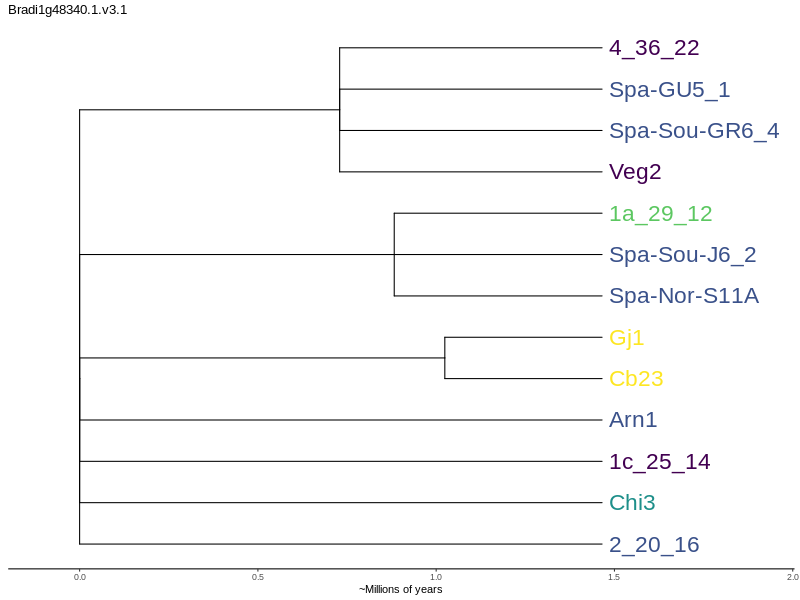 Bradi1g48340.1.v3.1
4_36_22
Spa-GU5_1
Spa-Sou-GR6_4
Veg2
1a_29_12
Spa-Sou-J6_2
Spa-Nor-S11A
Gj1
Cb23
Arn1
1c_25_14
Chi3
2_20_16
0.0 0.5 1.0 1.5 2.0
~Millions of years